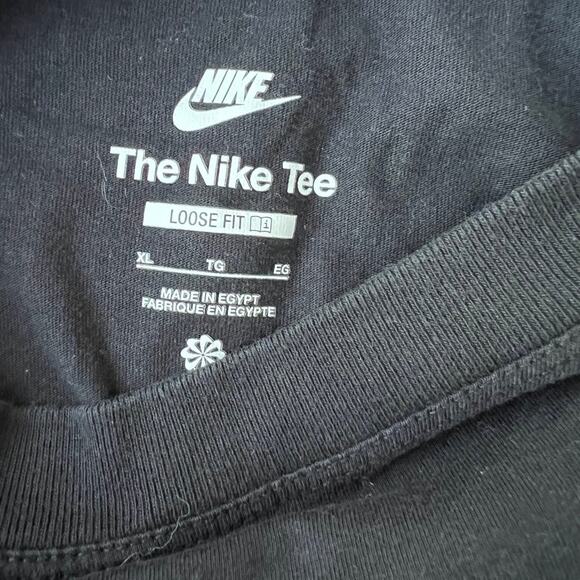 NIKE
The Nike Tee
LOOSE FIT
XL TG EG
MADE IN EGYPT
FABRIQUE EN EGYPTE